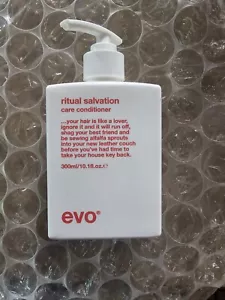 ritual salvation
care conditioner
...your hair is like a lover,
ignore it and it will run off,
shag your best friend and
be sewing alfalfa sprouts
into your new leather couch
before you've had time to
take your house key back.
300ml/10.1fl.oz.℮
evo®